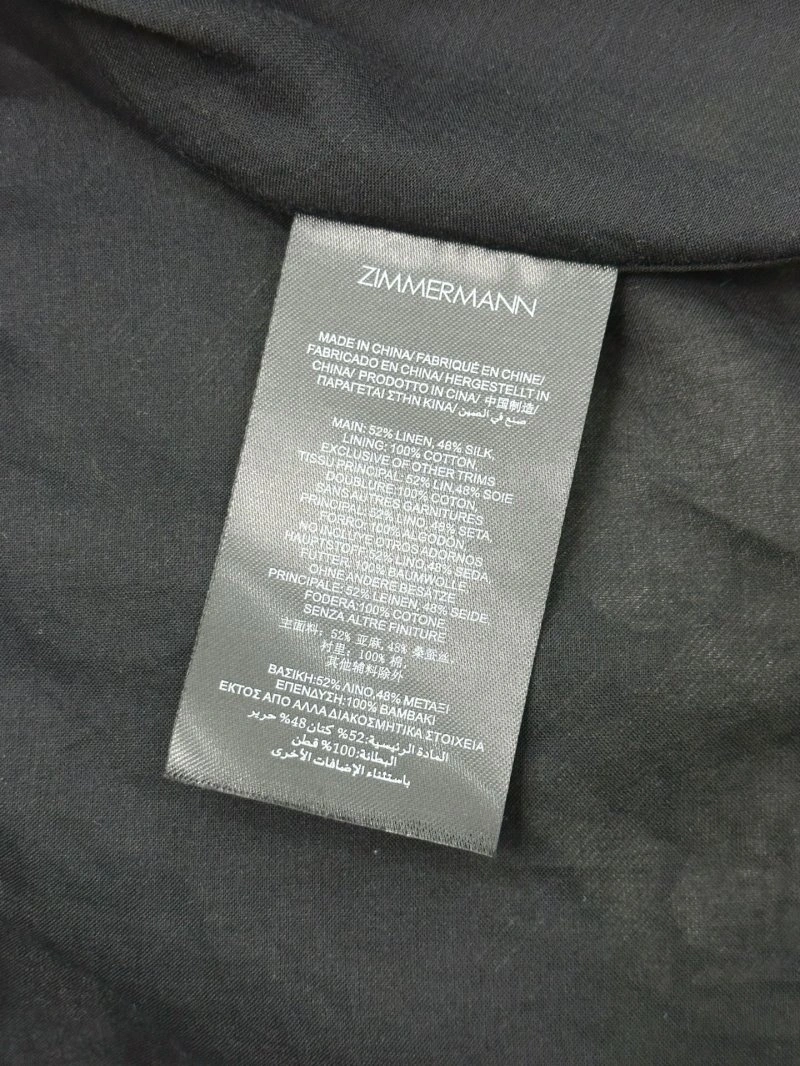 ZIMMERMANN
MADE IN CHINA/ FABRIQUÉ EN CHINE/
FABRICADO EN CHINA/ HERGESTELLT IN
CHINA/ PRODOTTO IN CINA/ 中国制造/
ΠΑΡΑΓΕΤΑΙ ΣΤΗΝ ΚΙΝΑ/ صنع في الصين
MAIN: 52% LINEN, 48% SILK,
LINING: 100% COTTON,
EXCLUSIVE OF OTHER TRIMS
TISSU PRINCIPAL: 52% LIN,48% SOIE
DOUBLURE:100% COTON,
SANS AUTRES GARNITURES
PRINCIPAL: 52% LINO, 48% SETA,
FORRO: 100% ALGODON,
NO INCLUYE OTROS ADORNOS
HAUPTSTOFF: 52% LINO,48% SEDA
FUTTER: 100% BAUMWOLLE,
OHNE ANDERE BESÄTZE
PRINCIPALE: 52% LEINEN, 48% SEIDE
FODERA:100% COTONE
SENZA ALTRE FINITURE
主面料: 52% 亚麻,48% 桑蚕丝,
衬里: 100% 棉,
其他辅料除外
ΒΑΣΙΚΗ:52% ΛΙΝΟ,48% ΜΕΤΑΞΙ
ΕΠΕΝΔΥΣΗ:100% ΒΑΜΒΑΚΙ
ΕΚΤΟΣ ΑΠΟ ΑΛΛΑ ΔΙΑΚΟΣΜΗΤΙΚΑ ΣΤΟΙΧΕΙΑ
المادة الرئيسية:52% كتان 48% حرير
البطانة:100% قطن
باستثناء الإضافات الأخرى